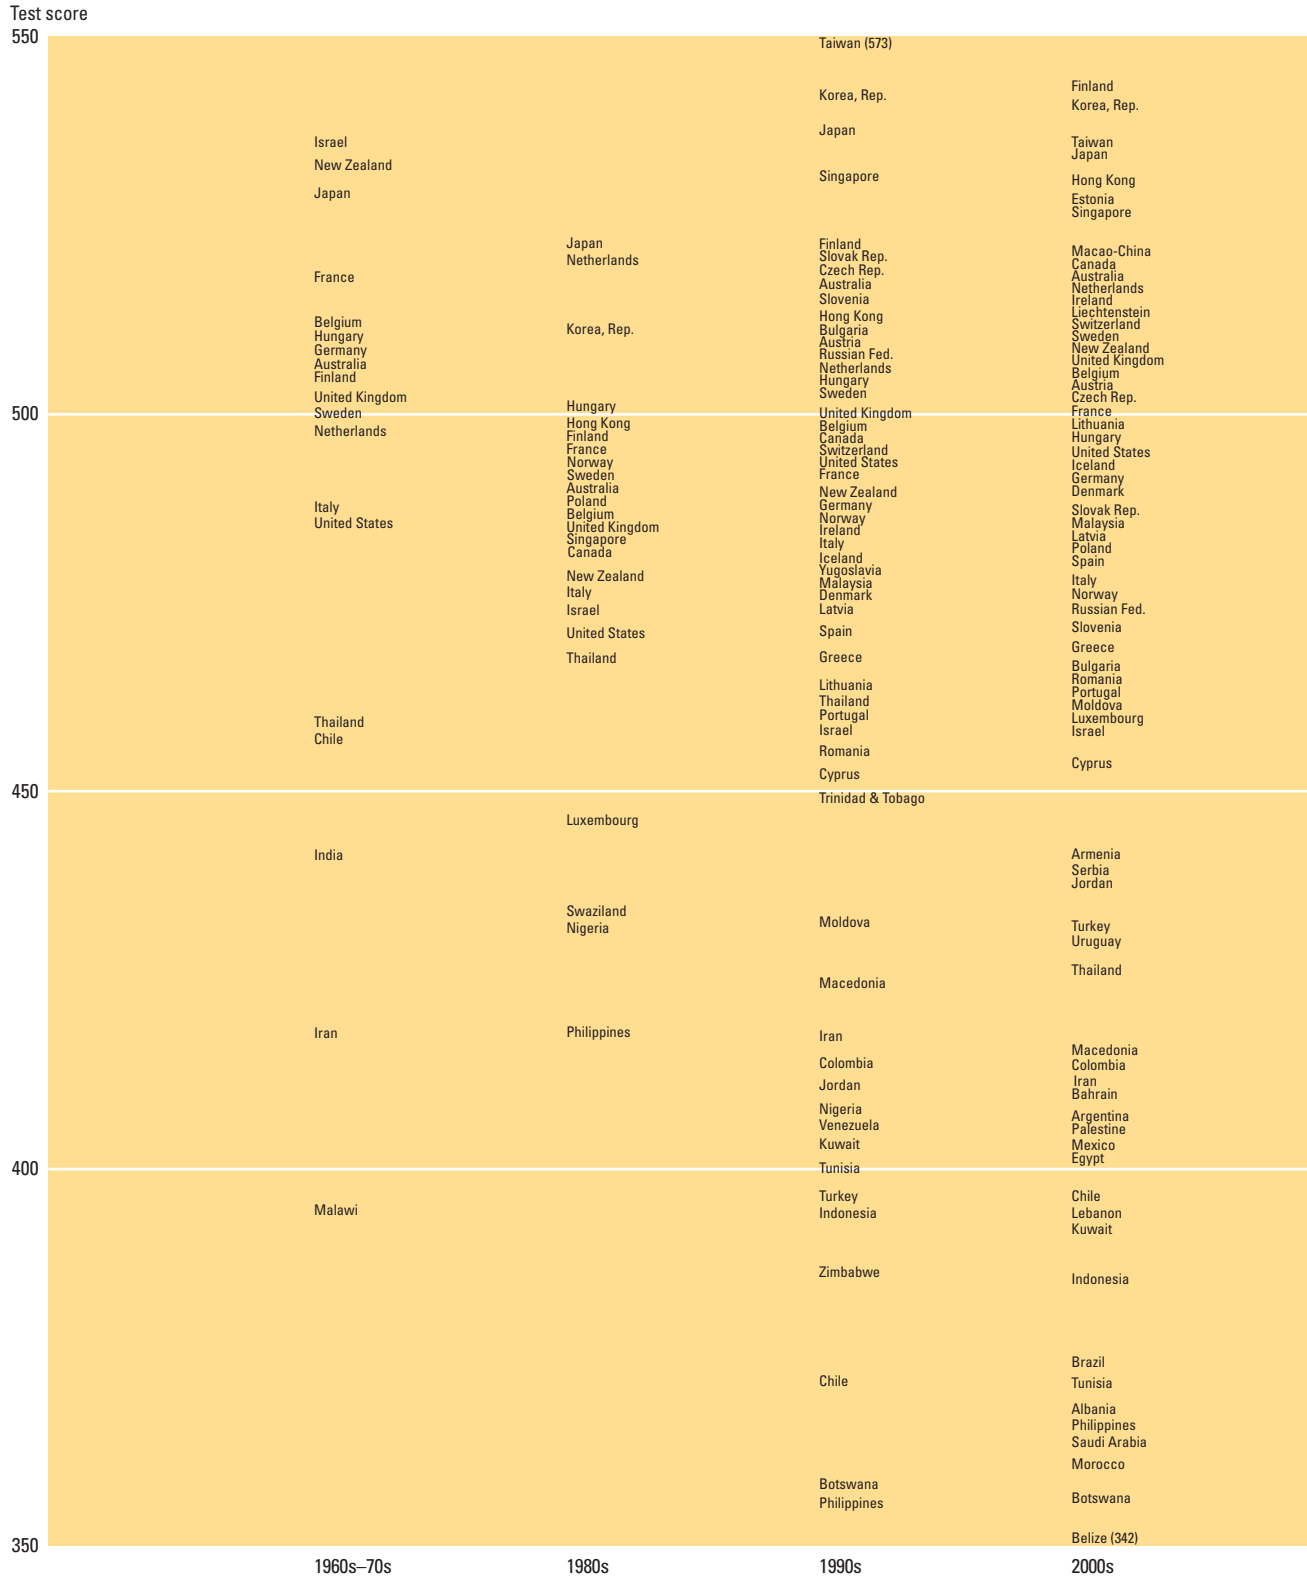 Test score
550
500
450
400
350
Israel
New Zealand
Japan
France
Belgium
Hungary
Germany
Australia
Finland
United Kingdom
Sweden
Netherlands
Italy
United States
Thailand
Chile
India
Iran
Malawi
1960s–70s
Japan
Netherlands
Korea, Rep.
Hungary
Hong Kong
Finland
France
Norway
Sweden
Australia
Poland
Belgium
United Kingdom
Singapore
Canada
New Zealand
Italy
Israel
United States
Thailand
Luxembourg
Swaziland
Nigeria
Philippines
1980s
Taiwan (573)
Korea, Rep.
Japan
Singapore
Finland
Slovak Rep.
Czech Rep.
Australia
Slovenia
Hong Kong
Bulgaria
Austria
Russian Fed.
Netherlands
Hungary
Sweden
United Kingdom
Belgium
Canada
Switzerland
United States
France
New Zealand
Germany
Norway
Ireland
Italy
Iceland
Yugoslavia
Malaysia
Denmark
Latvia
Spain
Greece
Lithuania
Thailand
Portugal
Israel
Romania
Cyprus
Trinidad & Tobago
Moldova
Macedonia
Iran
Colombia
Jordan
Nigeria
Venezuela
Kuwait
Tunisia
Turkey
Indonesia
Zimbabwe
Chile
Botswana
Philippines
1990s
Finland
Korea, Rep.
Taiwan
Japan
Hong Kong
Estonia
Singapore
Macao-China
Canada
Australia
Netherlands
Ireland
Liechtenstein
Switzerland
Sweden
New Zealand
United Kingdom
Belgium
Austria
Czech Rep.
France
Lithuania
Hungary
United States
Iceland
Germany
Denmark
Slovak Rep.
Malaysia
Latvia
Poland
Spain
Italy
Norway
Russian Fed.
Slovenia
Greece
Bulgaria
Romania
Portugal
Moldova
Luxembourg
Israel
Cyprus
Armenia
Serbia
Jordan
Turkey
Uruguay
Thailand
Macedonia
Colombia
Iran
Bahrain
Argentina
Palestine
Mexico
Egypt
Chile
Lebanon
Kuwait
Indonesia
Brazil
Tunisia
Albania
Philippines
Saudi Arabia
Morocco
Botswana
Belize (342)
2000s